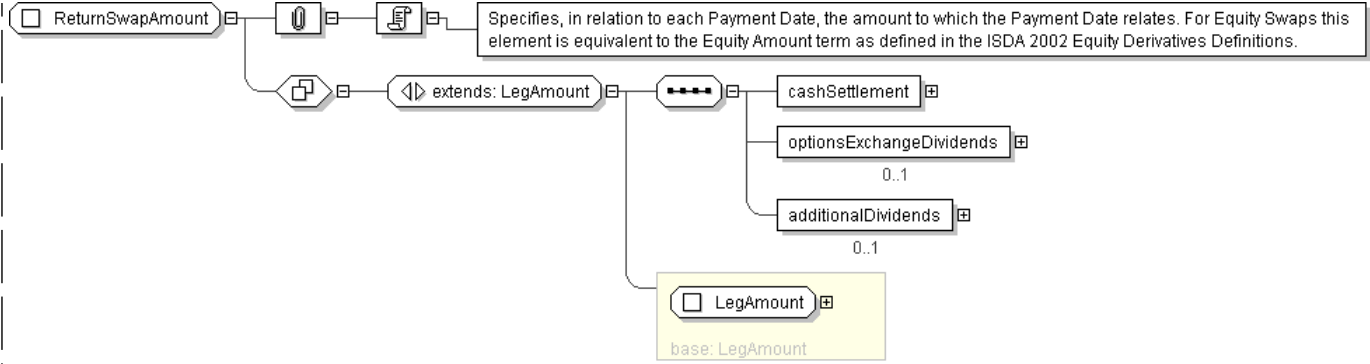 ReturnSwapAmount
Specifies, in relation to each Payment Date, the amount to which the Payment Date relates. For Equity Swaps this
element is equivalent to the Equity Amount term as defined in the ISDA 2002 Equity Derivatives Definitions.
extends: LegAmount
cashSettlement
optionsExchangeDividends
0..1
additionalDividends
0..1
LegAmount
base: LegAmount